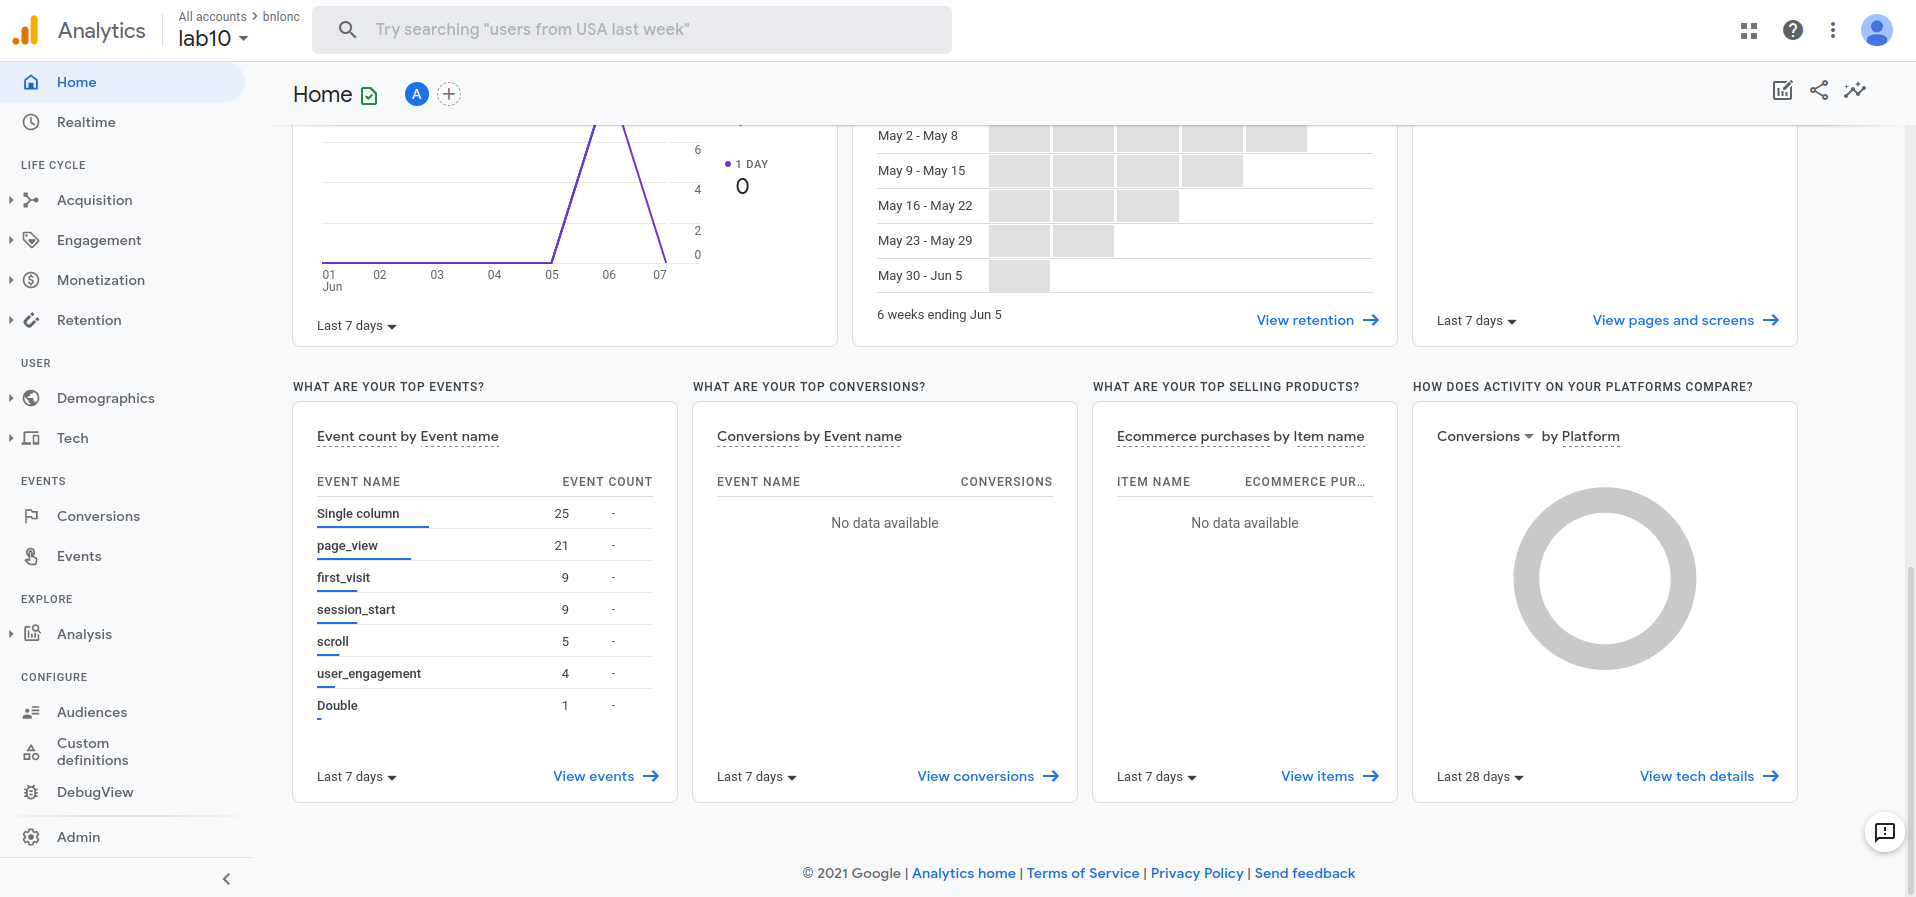 Analytics
All accounts > bnlonc
lab10
Try searching "users from USA last week"
Home
Realtime
LIFE CYCLE
Acquisition
Engagement
Monetization
Retention
USER
Demographics
Tech
EVENTS
Conversions
Events
EXPLORE
Analysis
CONFIGURE
Audiences
Custom
definitions
DebugView
Admin
Home
A
6
4
2
0
01 02 03 04 05 06 07
Jun
1 DAY
0
Last 7 days
May 2 - May 8
May 9 - May 15
May 16 - May 22
May 23 - May 29
May 30 - Jun 5
6 weeks ending Jun 5
View retention
Last 7 days
View pages and screens
WHAT ARE YOUR TOP EVENTS?
Event count by Event name
EVENT NAME EVENT COUNT
Single column 25 -
page_view 21 -
first_visit 9 -
session_start 9 -
scroll 5 -
user_engagement 4 -
Double 1 -
Last 7 days
View events
WHAT ARE YOUR TOP CONVERSIONS?
Conversions by Event name
EVENT NAME CONVERSIONS
No data available
Last 7 days
View conversions
WHAT ARE YOUR TOP SELLING PRODUCTS?
Ecommerce purchases by Item name
ITEM NAME ECOMMERCE PUR…
No data available
Last 7 days
View items
HOW DOES ACTIVITY ON YOUR PLATFORMS COMPARE?
Conversions by Platform
Last 28 days
View tech details
© 2021 Google | Analytics home | Terms of Service | Privacy Policy | Send feedback